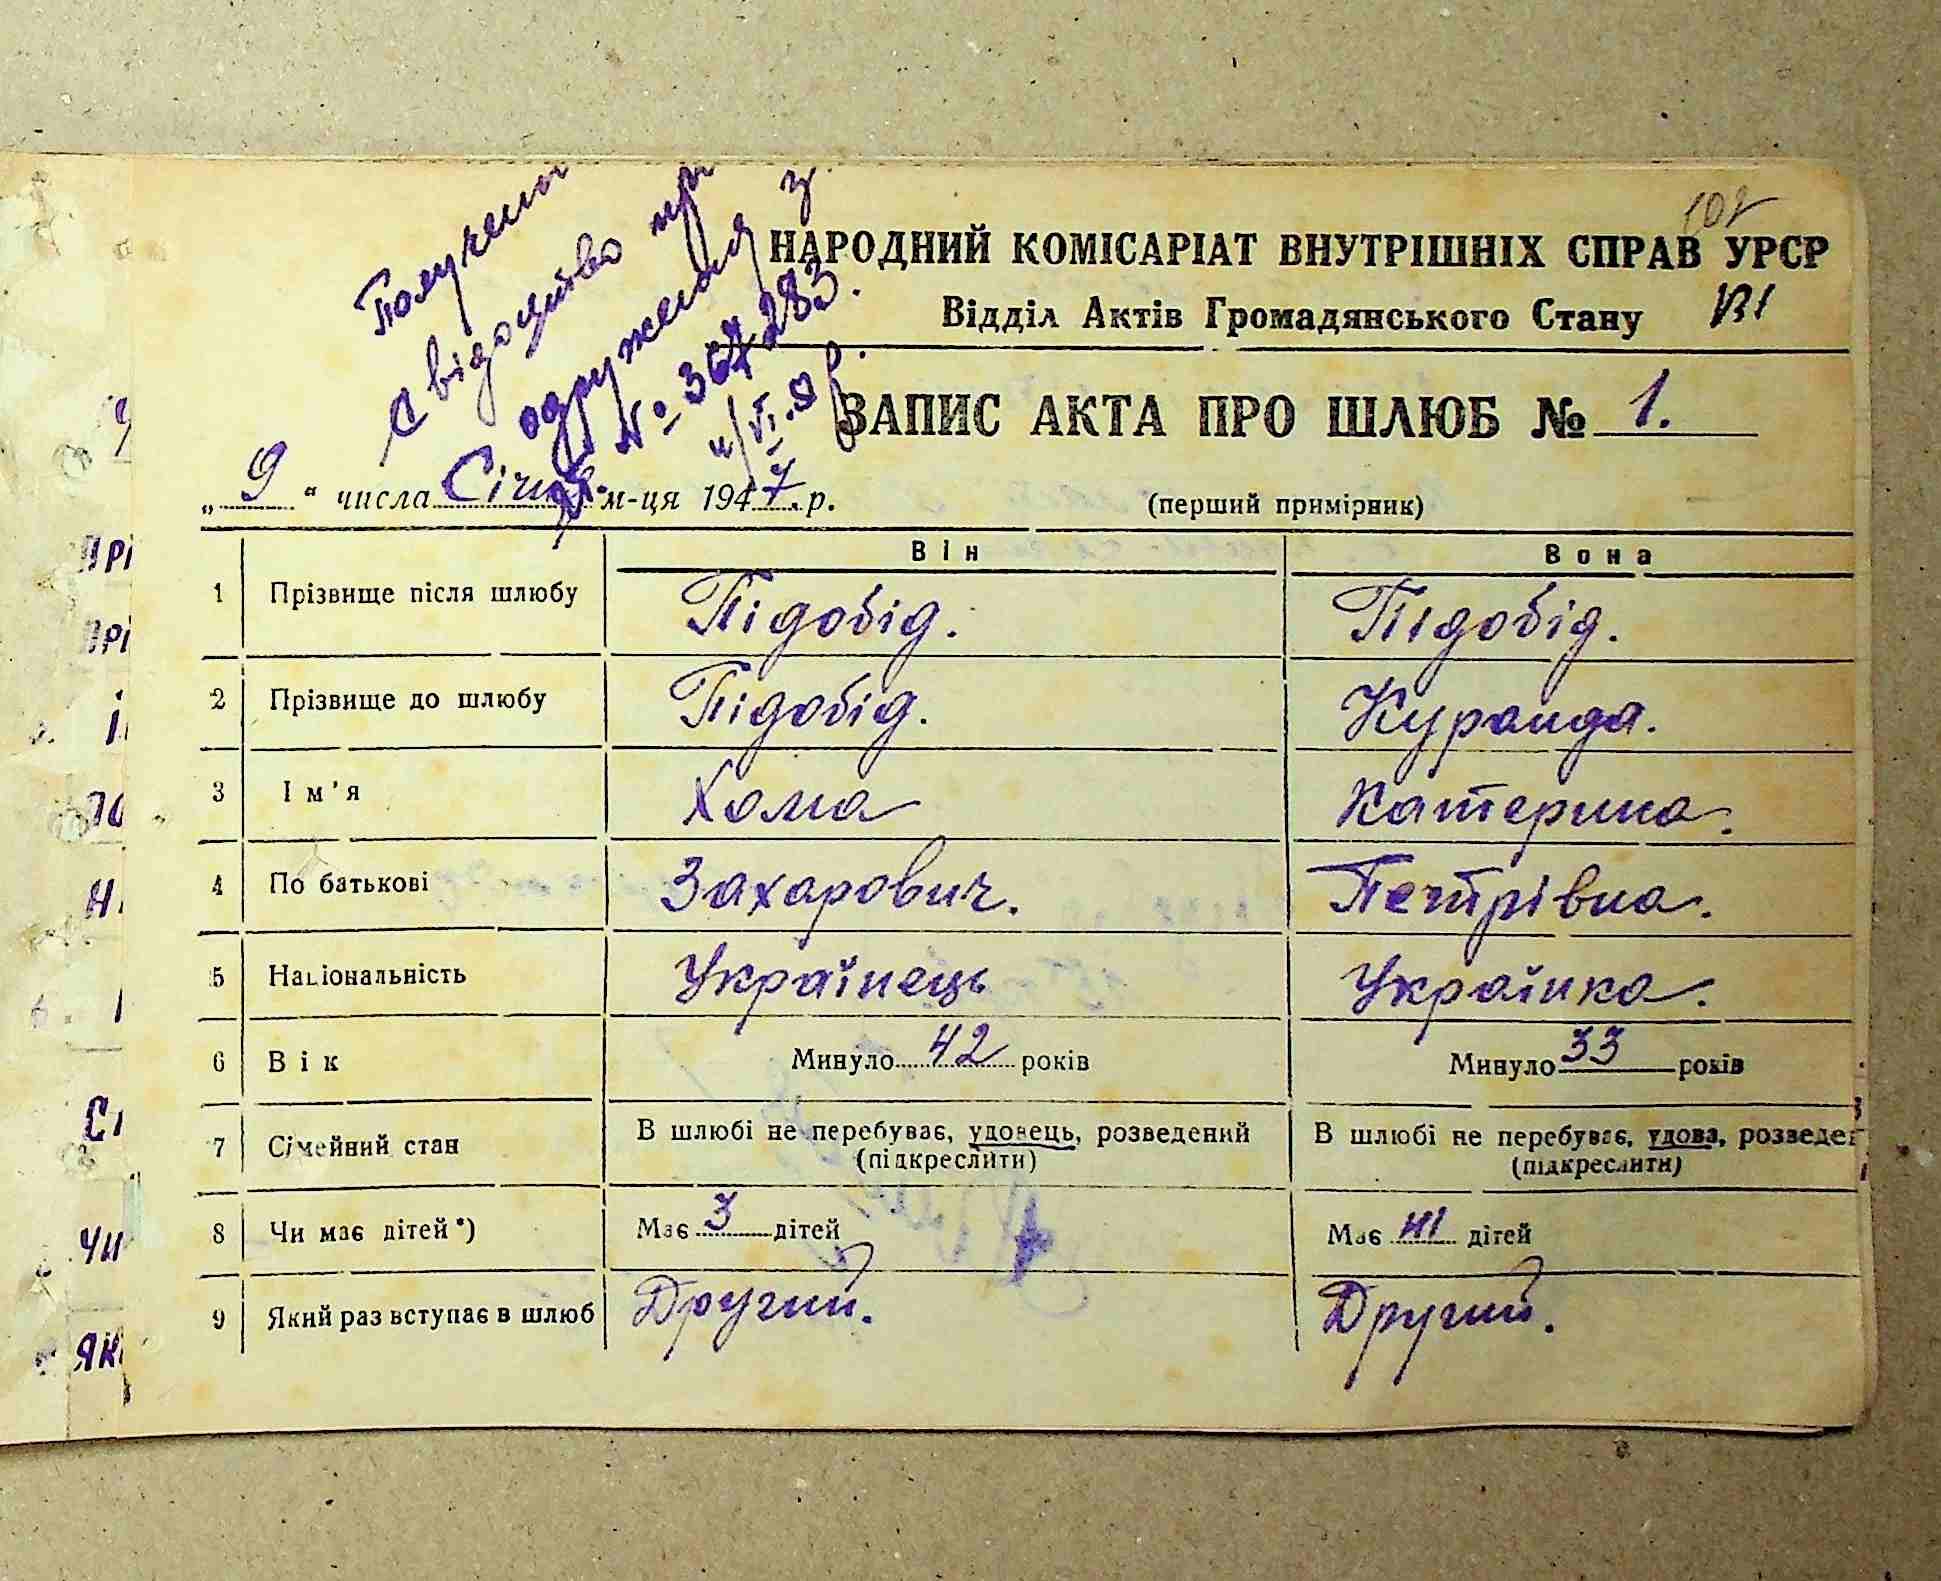 102
НАРОДНИЙ КОМІСАРІАТ ВНУТРІШНІХ СПРАВ УРСР
Відділ Актів Громадянського Стану
Получено
свідоцтво про
одруження
№ 367283.
ЗАПИС АКТА ПРО ШЛЮБ № 1.
„ 9 “ числа Січня м-ця 1947. р. (перший примірник)
Він Вона
1 Прізвище після шлюбу Підобід. Підобід.
2 Прізвище до шлюбу Підобід. Куранда.
3 Ім'я Хома Катерина.
4 По батькові Захарович. Петрівна.
5 Національність Українець Українка.
6 Вік Минуло 42 років Минуло 33 років
7 Сімейний стан В шлюбі не перебуває, удовець, розведений В шлюбі не перебуває, удова, розведе
(підкреслити) (підкреслити)
8 Чи має дітей*) Має 3 дітей Має дітей
9 Який раз вступає в шлюб Другий. Другий.